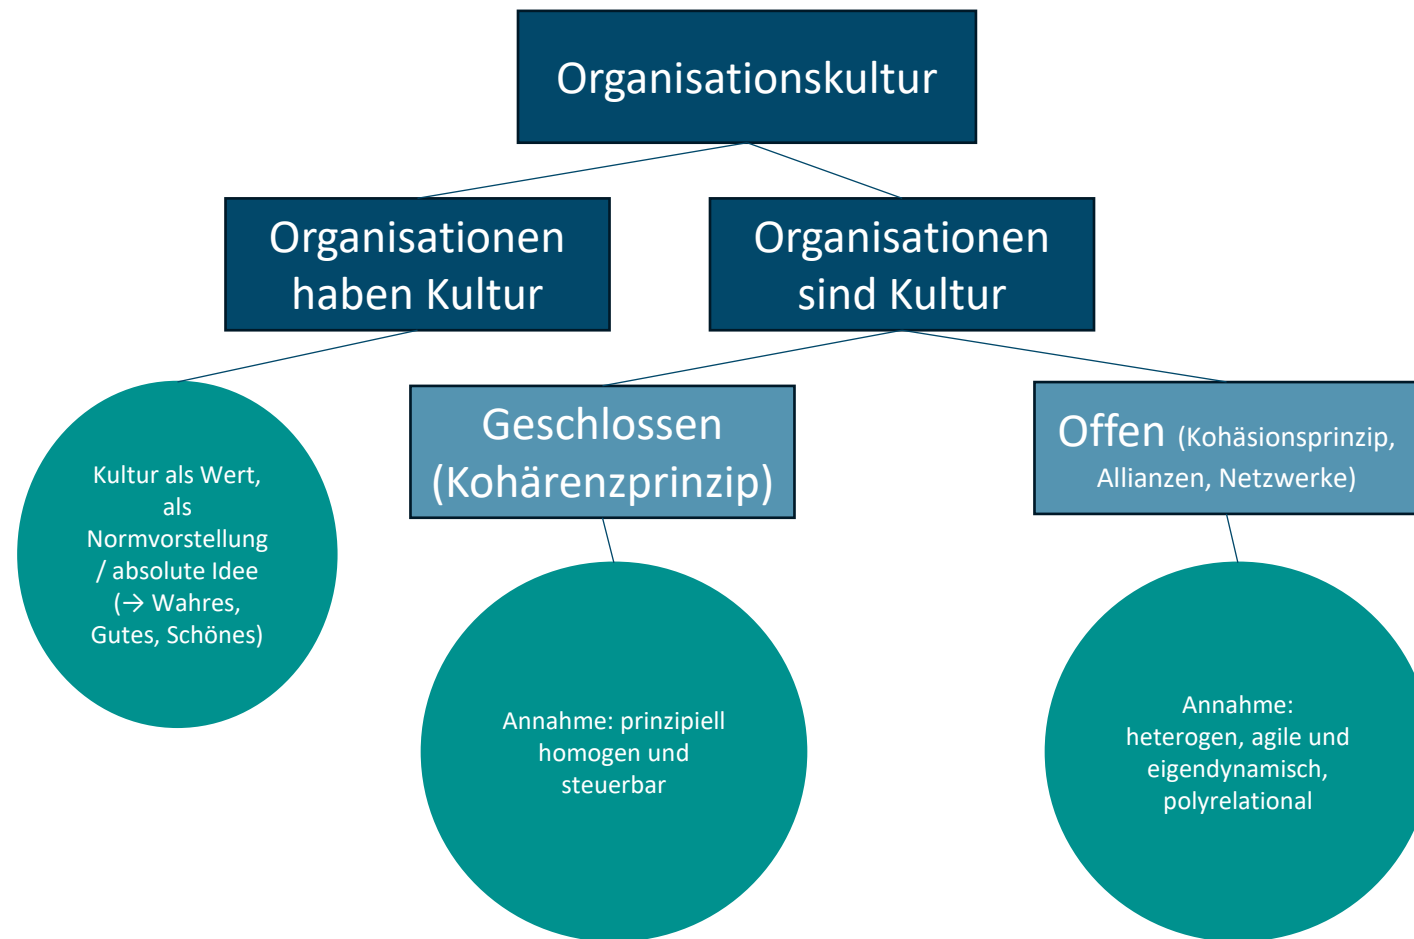 Organisationskultur
Organisationen
haben Kultur
Organisationen
sind Kultur
Kultur als Wert,
als
Normvorstellung
/ absolute Idee
(→ Wahres,
Gutes, Schönes)
Geschlossen
(Kohärenzprinzip)
Offen (Kohäsionsprinzip,
Allianzen, Netzwerke)
Annahme: prinzipiell
homogen und
steuerbar
Annahme:
heterogen, agile und
eigendynamisch,
polyrelational